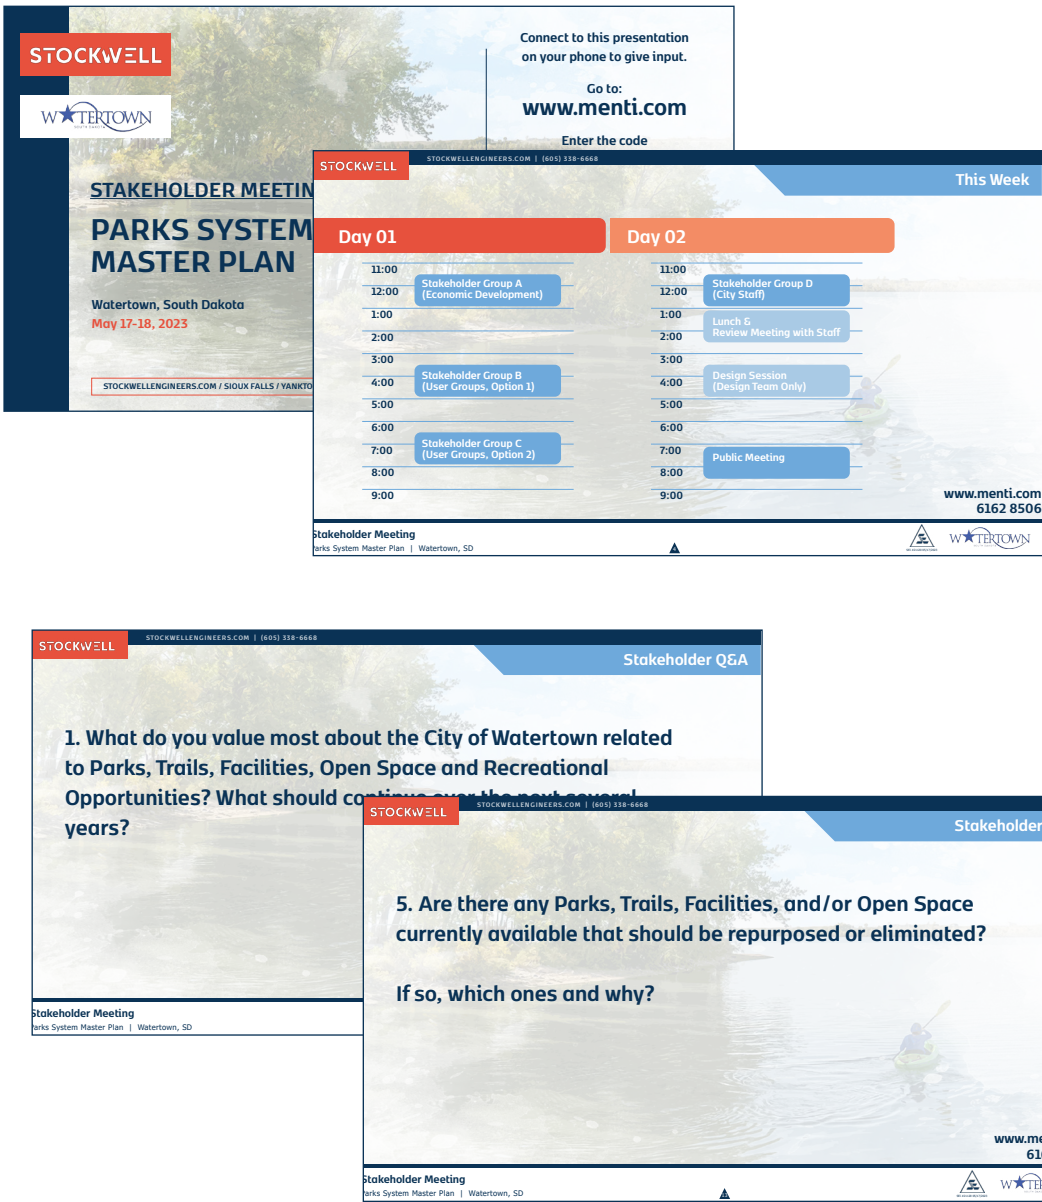 STOCKWELL
WATERTOWN
SOUTH DAKOTA
Connect to this presentation
on your phone to give input.
Go to:
www.menti.com
Enter the code
STAKEHOLDER
PARKS SYSTEM
MASTER PLAN
Watertown, South Dakota
May 17-18, 2023
STOCKWELLENGINEERS.COM / SIOUX FALLS /
STOCKWELL
STOCKWELLENGINEERS.COM | (605) 338-6668
This Week
Day 01
11:00
12:00
Stakeholder Group A
(Economic Development)
1:00
2:00
3:00
4:00
Stakeholder Group B
(User Groups, Option 1)
5:00
6:00
7:00
Stakeholder Group C
(User Groups, Option 2)
8:00
9:00
Day 02
11:00
12:00
Stakeholder Group D
(City Staff)
1:00
2:00
Lunch &
Review Meeting with Staff
3:00
4:00
Design Session
(Design Team Only)
5:00
6:00
7:00
8:00
Public Meeting
9:00
www.menti.com
6162 8506
Stakeholder Meeting
Parks System Master Plan | Watertown, SD
WATERTOWN
STOCKWELL
STOCKWELLENGINEERS.COM | (605) 338-6668
Stakeholder Q&A
1. What do you value most about the City of Watertown related
to Parks, Trails, Facilities, Open Space and Recreational
Opportunities? What should continue over the next several
years?
Stakeholder Meeting
Parks System Master Plan | Watertown, SD
STOCKWELL
STOCKWELLENGINEERS.COM | (605) 338-6668
Stakeholder
5. Are there any Parks, Trails, Facilities, and/or Open Space
currently available that should be repurposed or eliminated?
If so, which ones and why?
Stakeholder Meeting
Parks System Master Plan | Watertown, SD